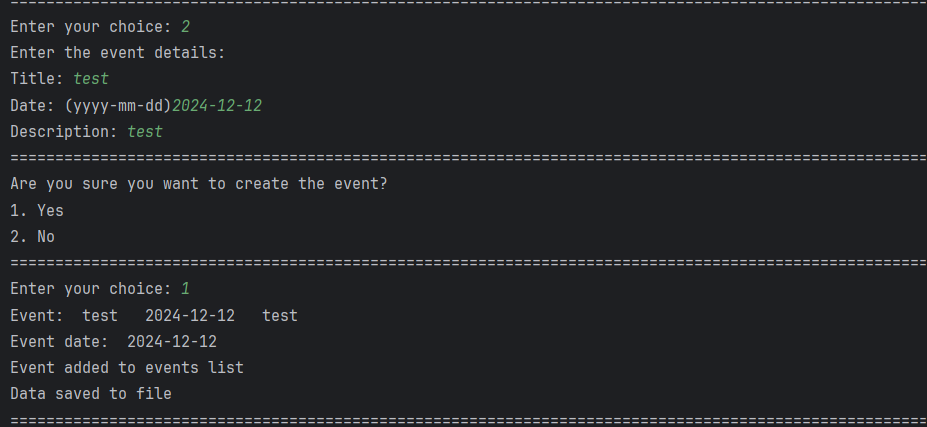 =====================================================================================================
Enter your choice: 2
Enter the event details:
Title: test
Date: (yyyy-mm-dd)2024-12-12
Description: test
=====================================================================================================
Are you sure you want to create the event?
1. Yes
2. No
=====================================================================================================
Enter your choice: 1
Event:  test   2024-12-12   test
Event date:  2024-12-12
Event added to events list
Data saved to file
=====================================================================================================